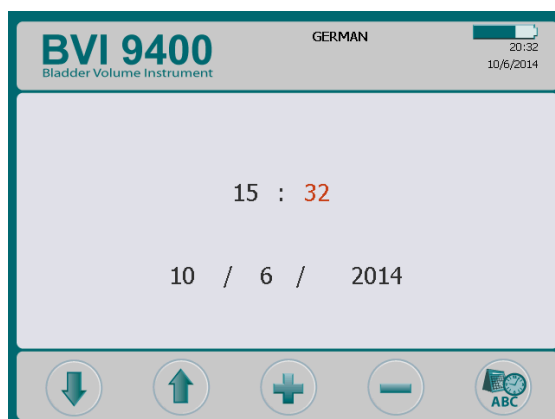 BVI 9400
Bladder Volume Instrument
GERMAN
20:32
10/6/2014
15 : 32
10 / 6 / 2014
ABC